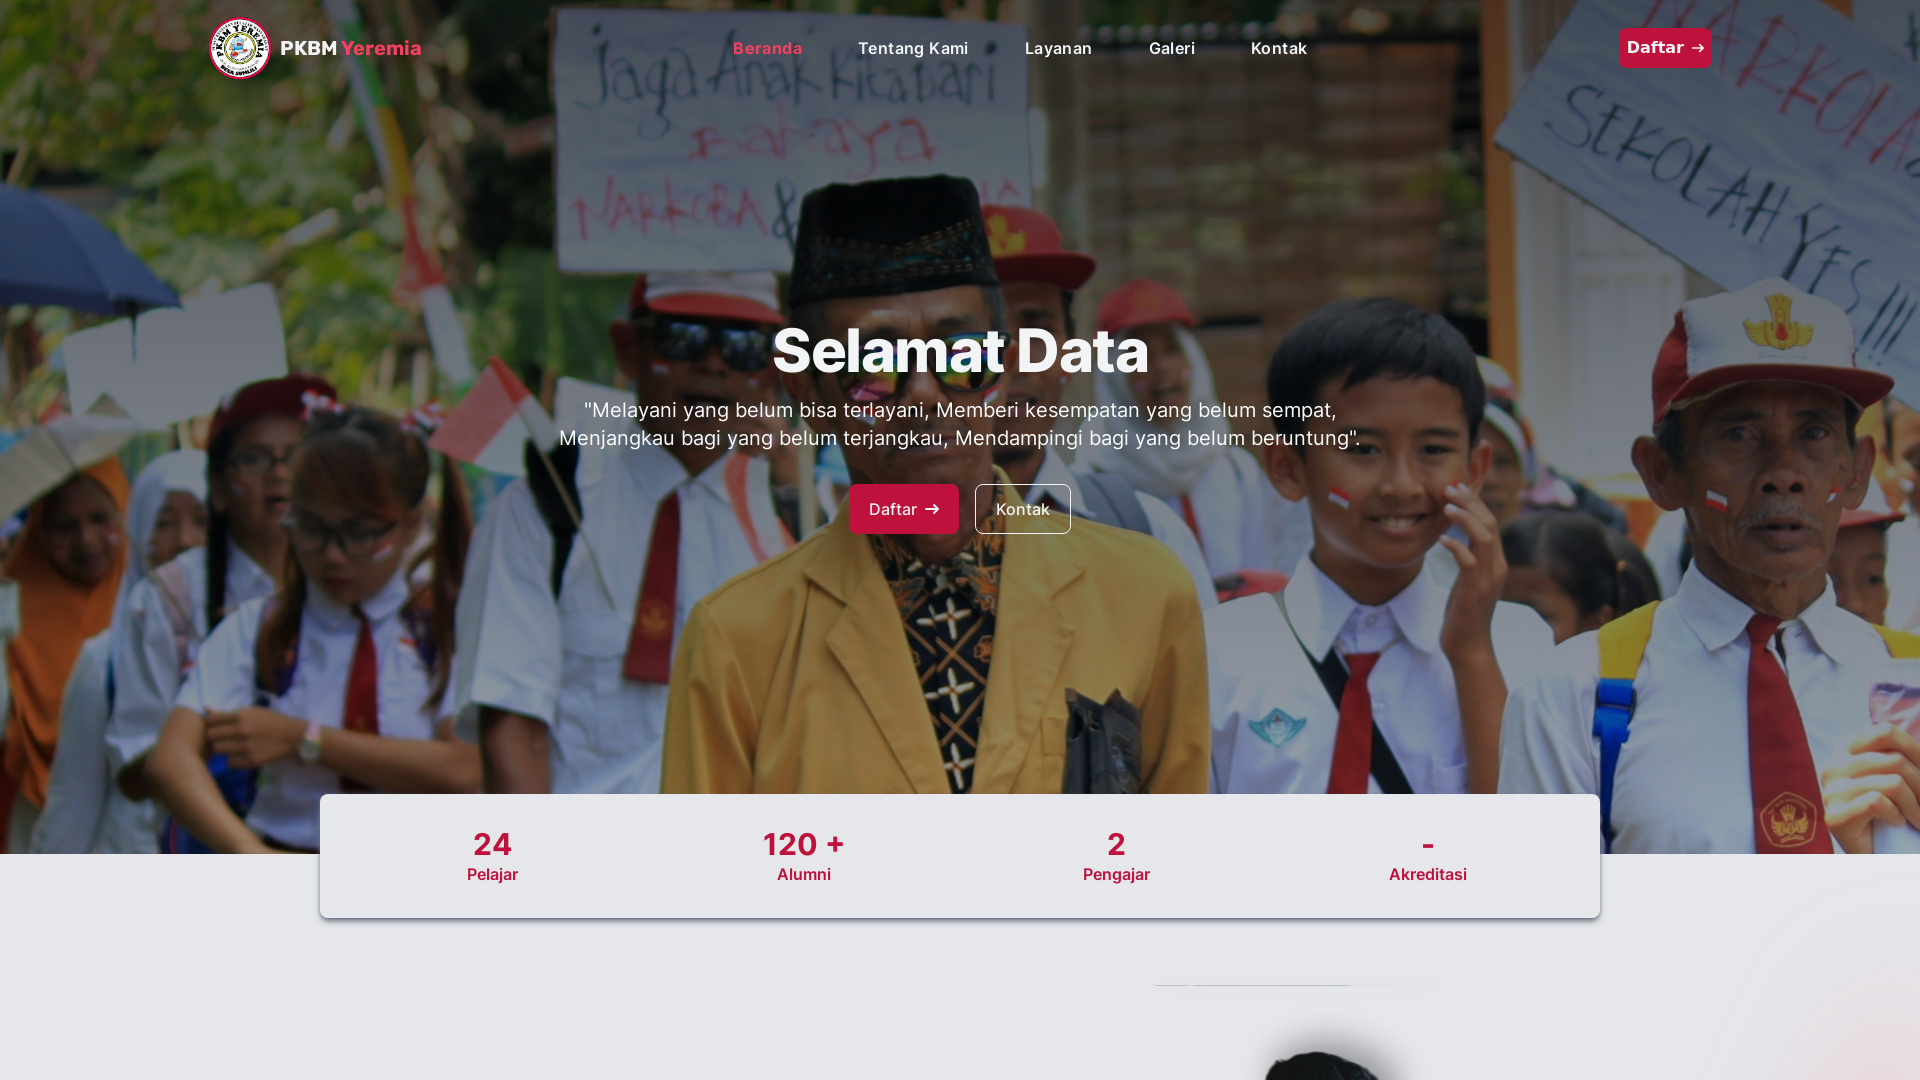 PKBM YEREMIA
PKBM Yeremia
Beranda
Tentang Kami
Layanan
Galeri
Kontak
Daftar →
Jaga Anak Kita Dari
Bahaya
NARKOBA &
NARKOBA
SEKOLAH YES!!!
Selamat Data
"Melayani yang belum bisa terlayani, Memberi kesempatan yang belum sempat,
Menjangkau bagi yang belum terjangkau, Mendampingi bagi yang belum beruntung".
Daftar →
Kontak
24
Pelajar
120 +
Alumni
2
Pengajar
-
Akreditasi